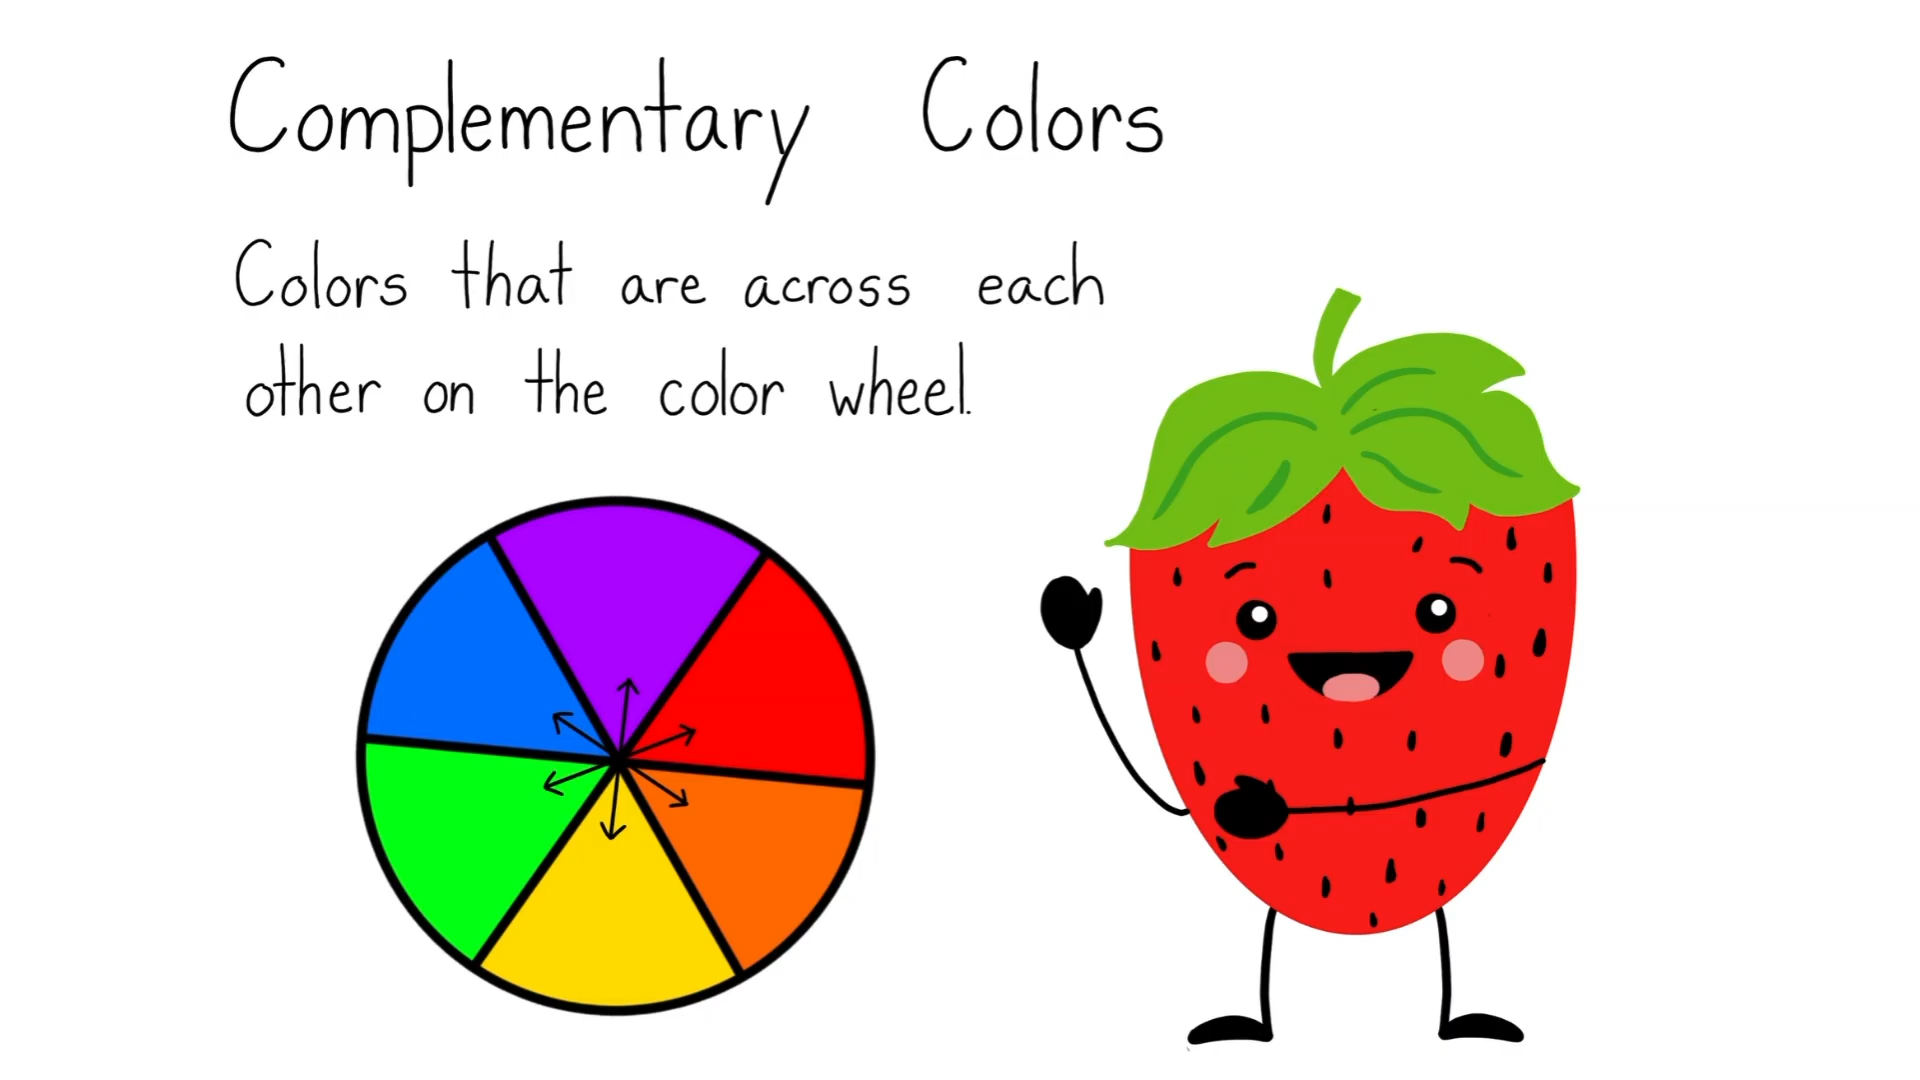 Complementary Colors
Colors that are across each
other on the color wheel.